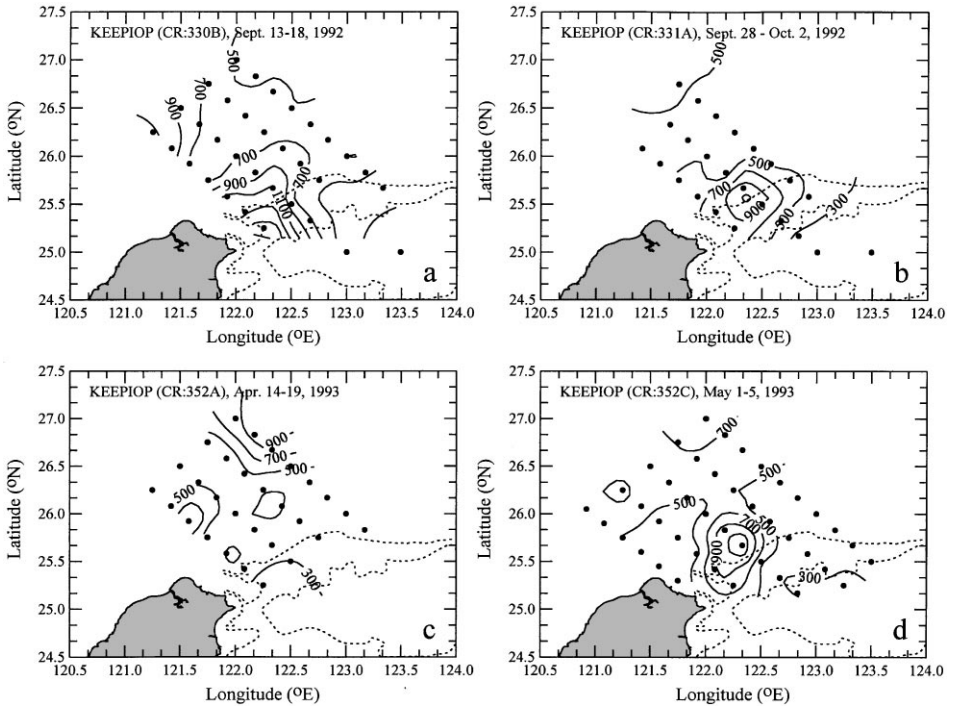 KEEPIOP (CR:330B), Sept. 13-18, 1992
27.5
27.0
26.5
26.0
25.5
25.0
24.5
Latitude (ºN)
500
700
900
700
900
700
1100
a
120.5 121.0 121.5 122.0 122.5 123.0 123.5 124.0
Longitude (ºE)
KEEPIOP (CR:331A), Sept. 28 - Oct. 2, 1992
27.5
27.0
26.5
26.0
25.5
25.0
24.5
Latitude (ºN)
500
500
700
900
300
b
120.5 121.0 121.5 122.0 122.5 123.0 123.5 124.0
Longitude (ºE)
KEEPIOP (CR:352A), Apr. 14-19, 1993
27.5
27.0
26.5
26.0
25.5
25.0
24.5
Latitude (ºN)
900
700
500
500
300
c
120.5 121.0 121.5 122.0 122.5 123.0 123.5 124.0
Longitude (ºE)
KEEPIOP (CR:352C), May 1-5, 1993
27.5
27.0
26.5
26.0
25.5
25.0
24.5
Latitude (ºN)
700
500
500
500
700
900
300
d
120.5 121.0 121.5 122.0 122.5 123.0 123.5 124.0
Longitude (ºE)